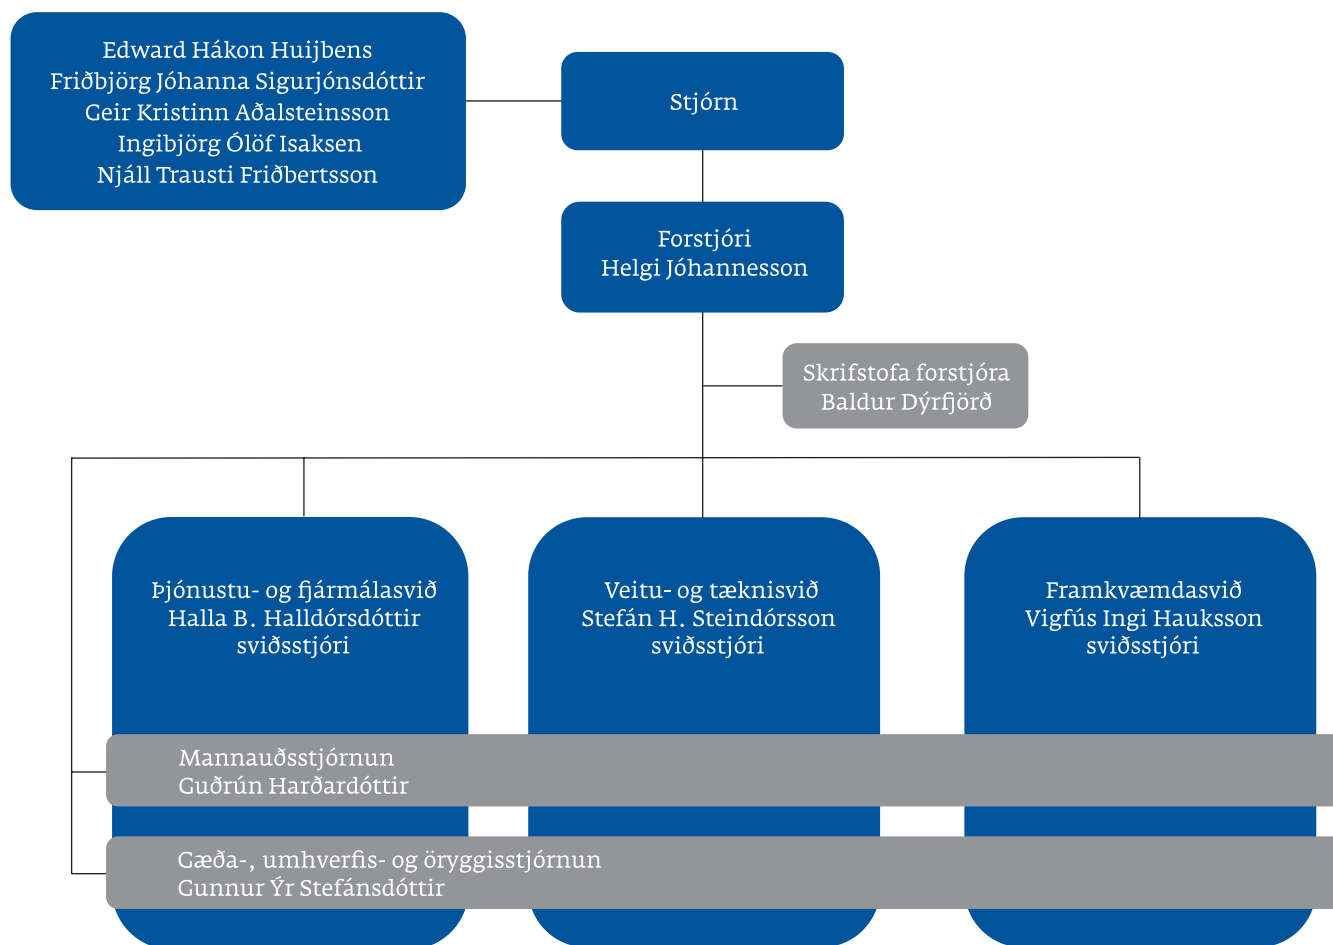 Edward Hákon Huijbens
Friðbjörg Jóhanna Sigurjónsdóttir
Geir Kristinn Aðalsteinsson
Ingibjörg Ólöf Isaksen
Njáll Trausti Friðbertsson
Stjórn
Forstjóri
Helgi Jóhannesson
Skrifstofa forstjóra
Baldur Dýrfjörð
Þjónustu- og fjármálasvið
Halla B. Halldórsdóttir
sviðsstjóri
Veitu- og tæknisvið
Stefán H. Steindórsson
sviðsstjóri
Framkvæmdasvið
Vigfús Ingi Hauksson
sviðsstjóri
Mannauðsstjórnun
Guðrún Harðardóttir
Gæða-, umhverfis- og öryggisstjórnun
Gunnur Ýr Stefánsdóttir